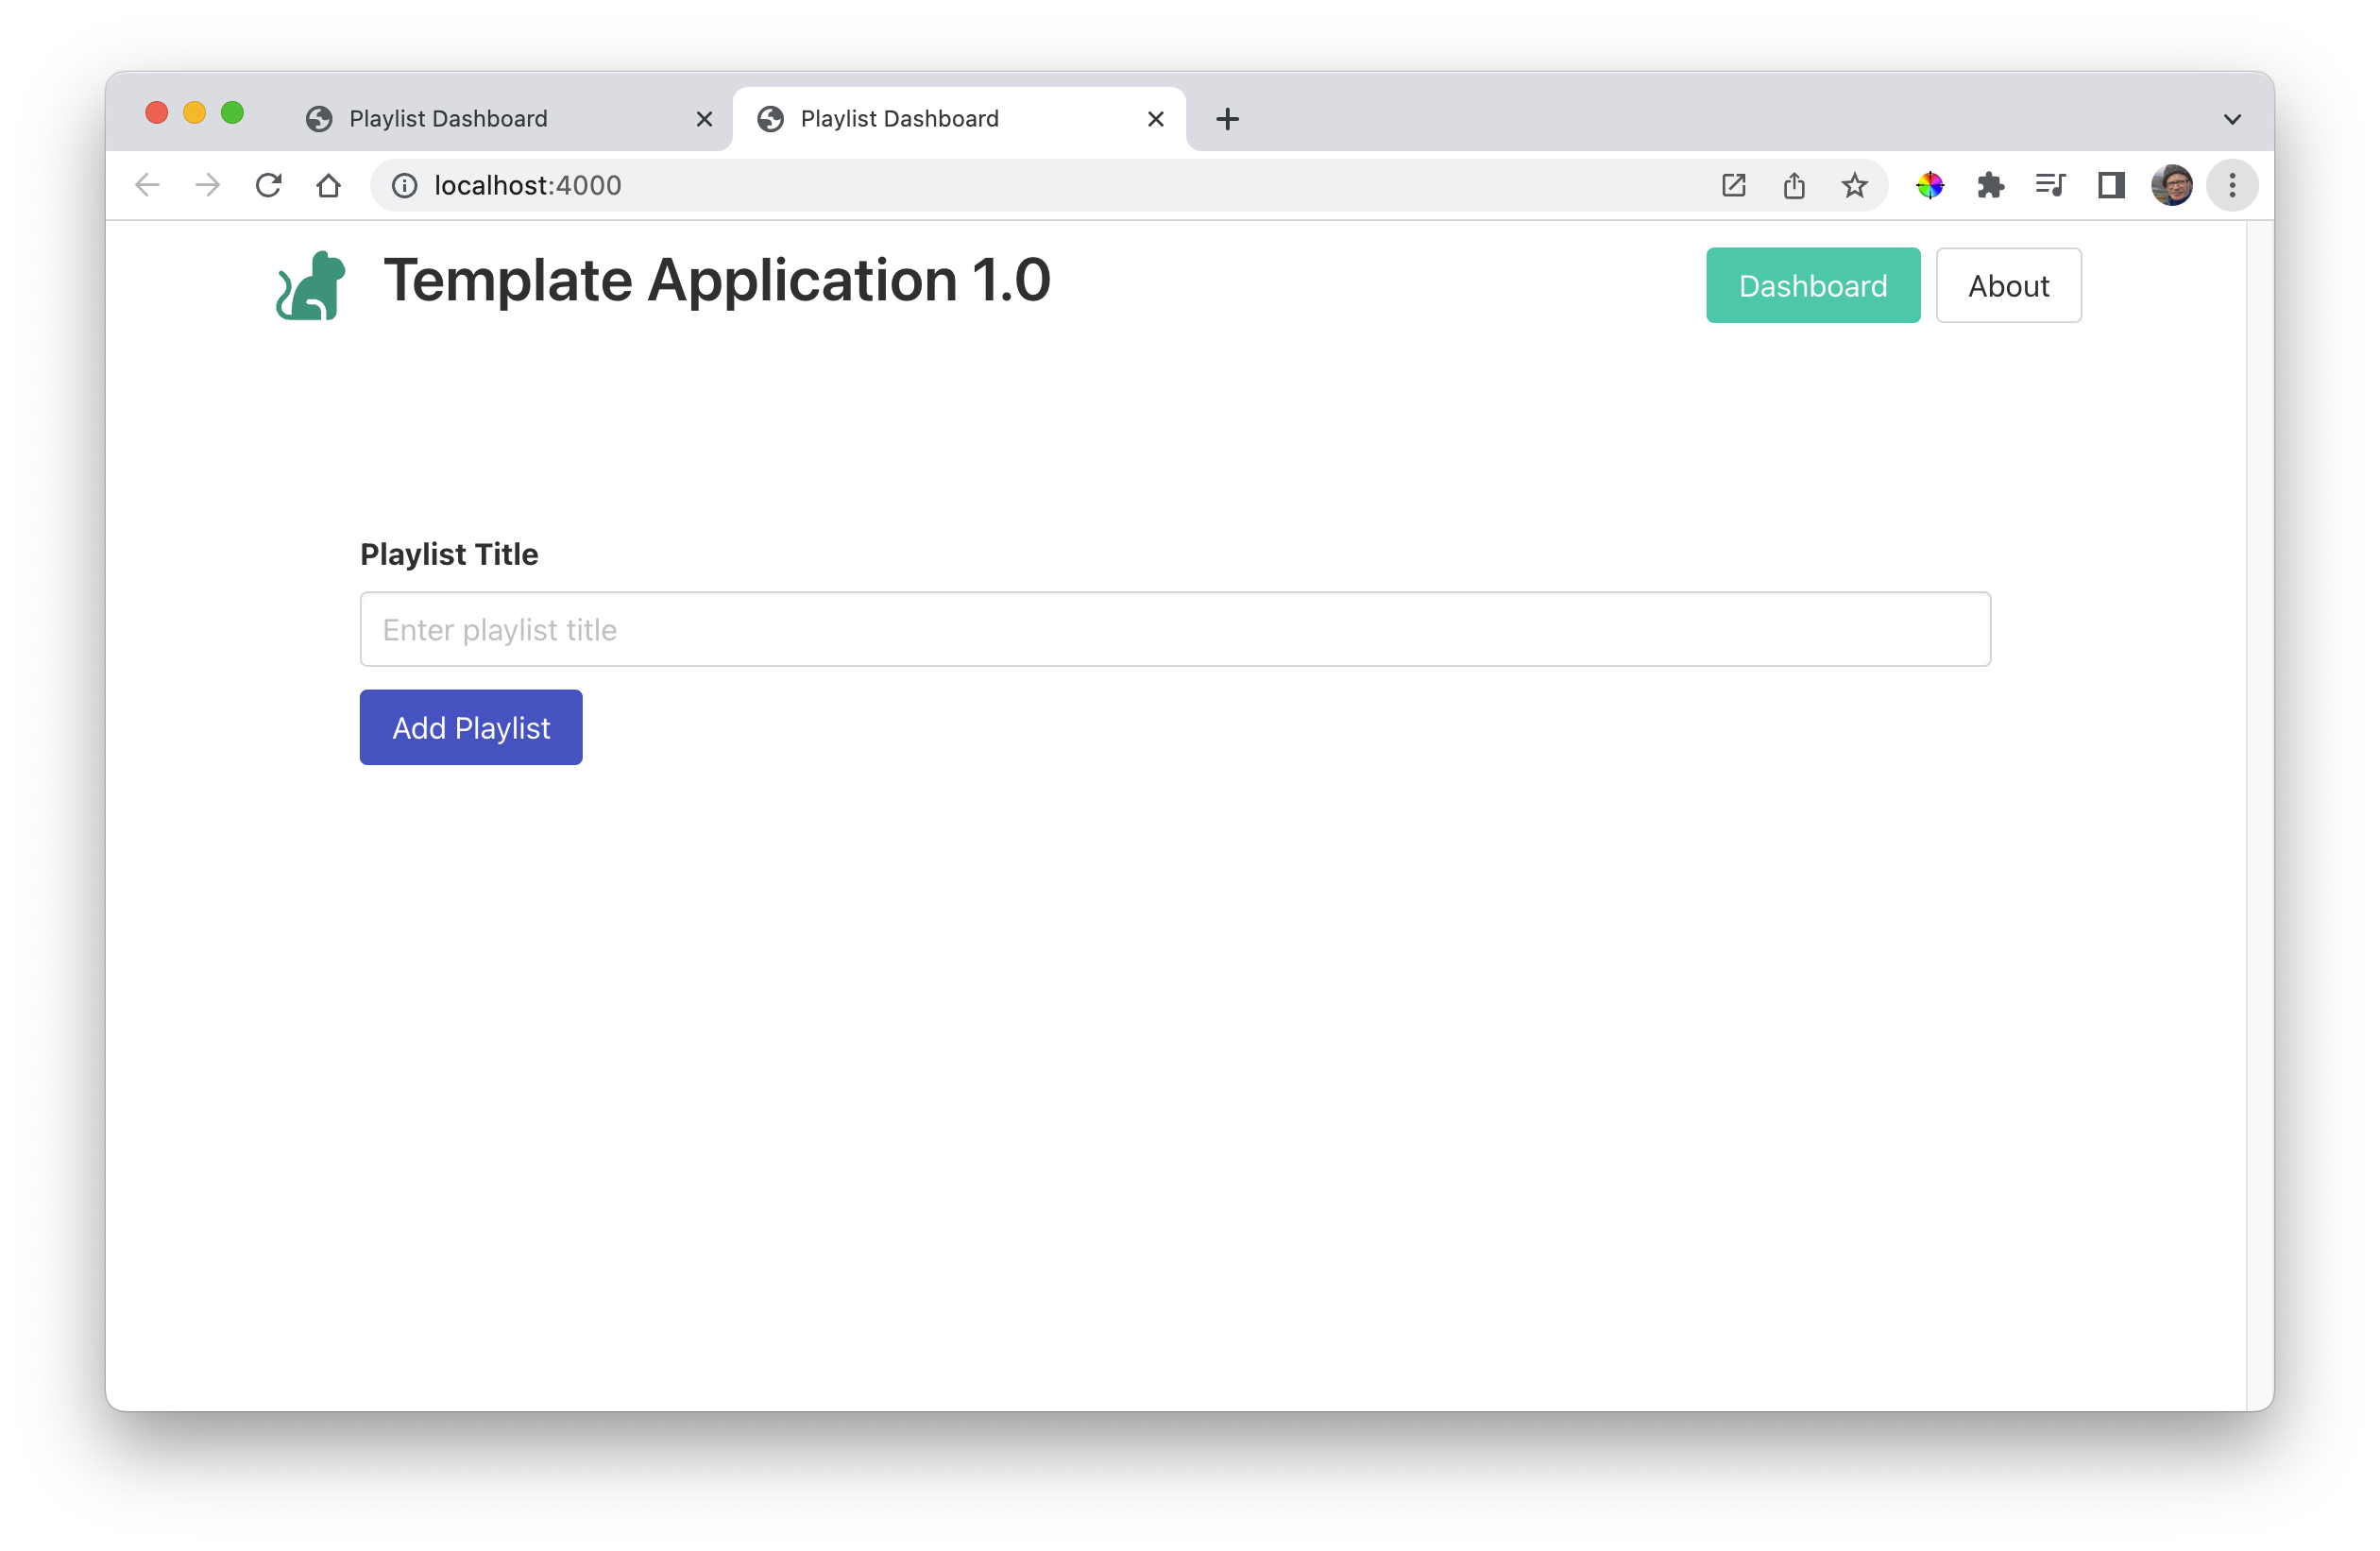 Playlist Dashboard
Playlist Dashboard
localhost:4000
Template Application 1.0
Dashboard
About
Playlist Title
Enter playlist title
Add Playlist